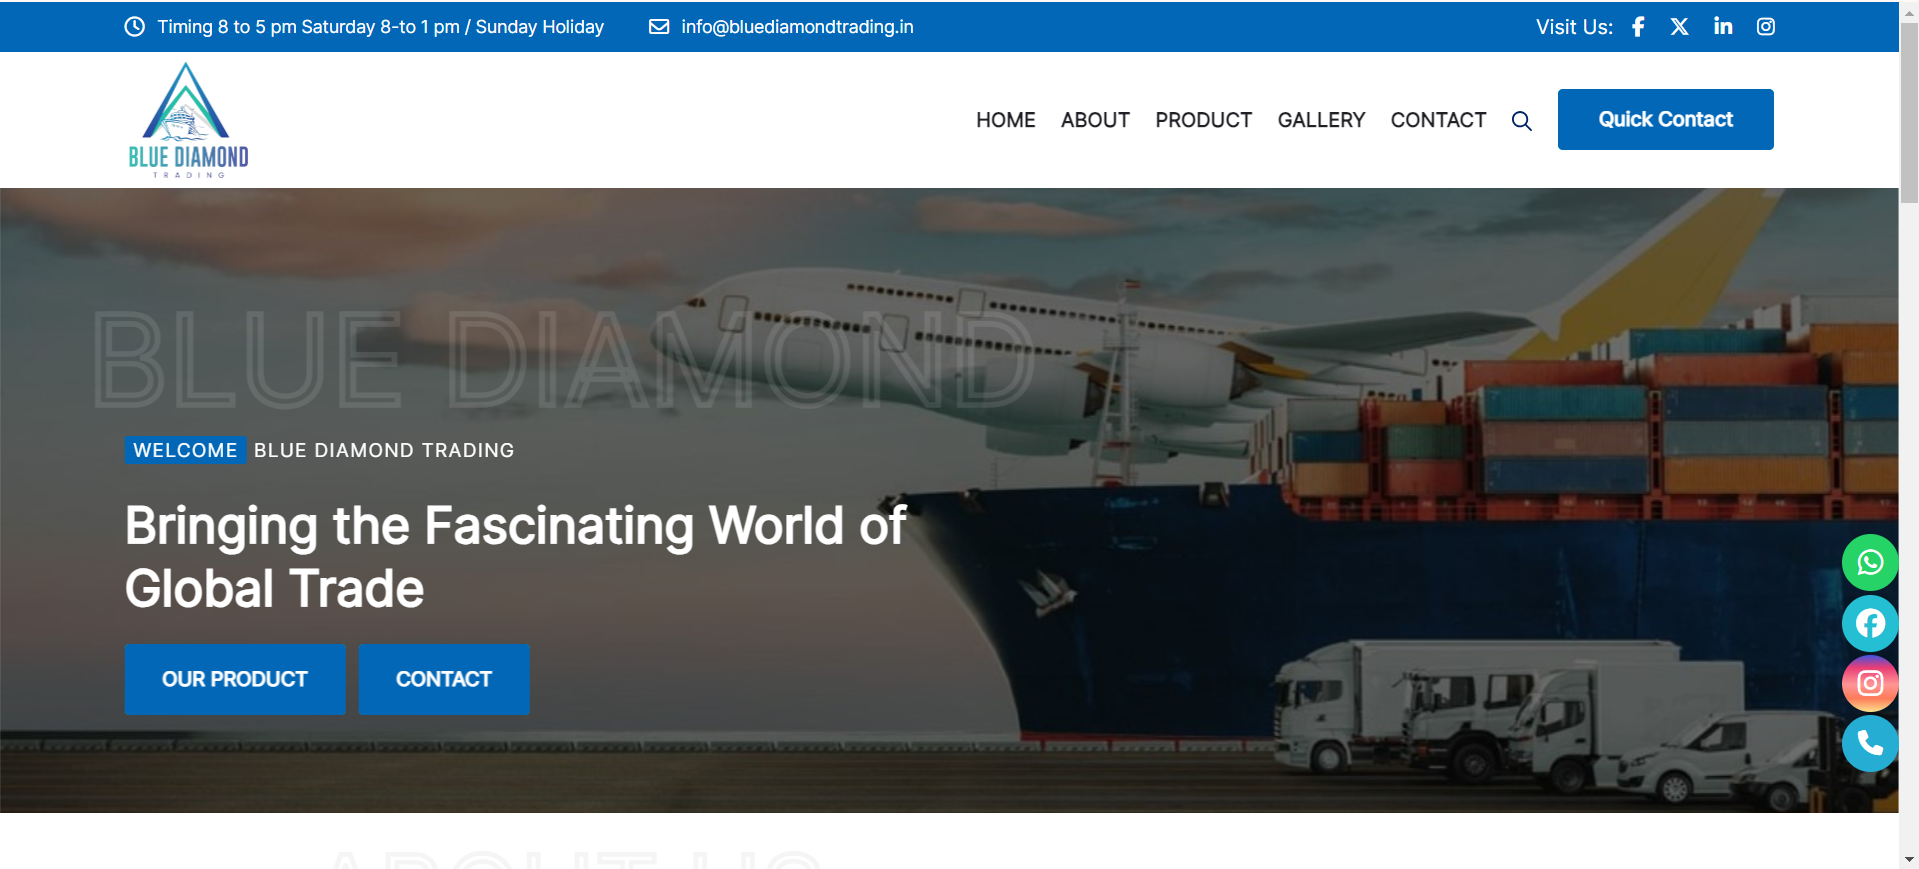 Timing 8 to 5 pm Saturday 8-to 1 pm / Sunday Holiday
info@bluediamondtrading.in
Visit Us:
BLUE DIAMOND
TRADING
HOME
ABOUT
PRODUCT
GALLERY
CONTACT
Quick Contact
BLUE DIAMOND
WELCOME BLUE DIAMOND TRADING
Bringing the Fascinating World of
Global Trade
OUR PRODUCT
CONTACT
ABOUT US